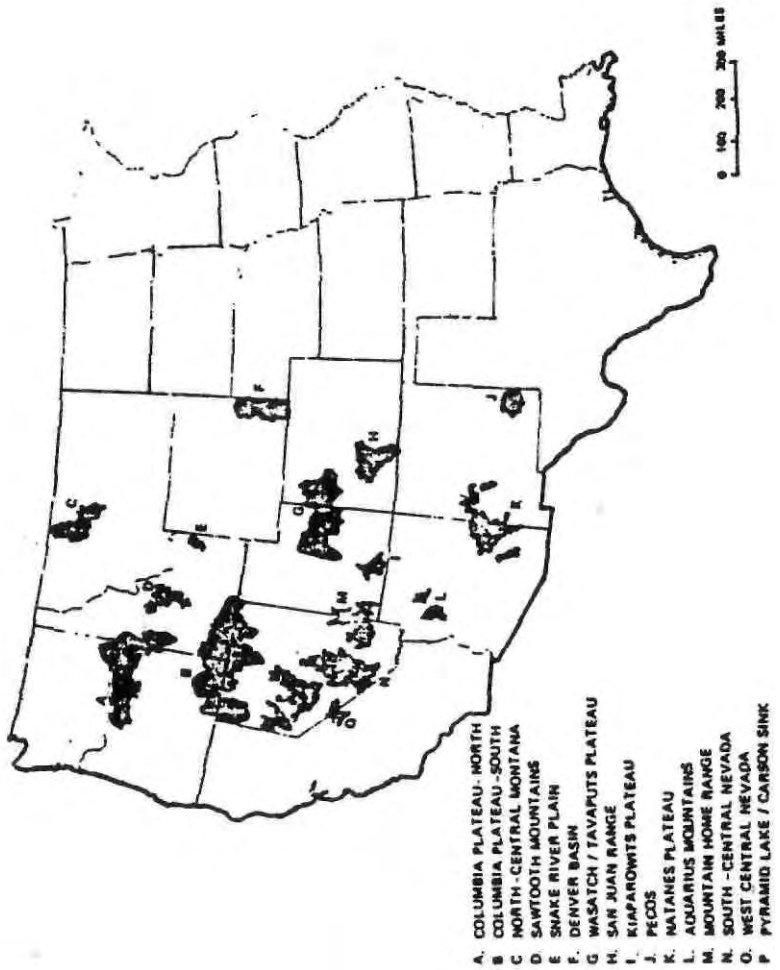 A
B
C
D
E
F
G
H
I
J
K
L
M
N
O
0 100 200 300 MILES
A. COLUMBIA PLATEAU - NORTH
B COLUMBIA PLATEAU - SOUTH
C NORTH - CENTRAL MONTANA
D. SAWTOOTH MOUNTAINS
E SNAKE RIVER PLAIN
F. DENVER BASIN
G WASATCH / TAVAPUTS PLATEAU
H. SAN JUAN RANGE
I. KIAPAROWITS PLATEAU
J. PECOS
K. NATANES PLATEAU
L. AQUARIUS MOUNTAINS
M. MOUNTAIN HOME RANGE
N. SOUTH - CENTRAL NEVADA
O. WEST CENTRAL NEVADA
P PYRAMID LAKE / CARSON SINK